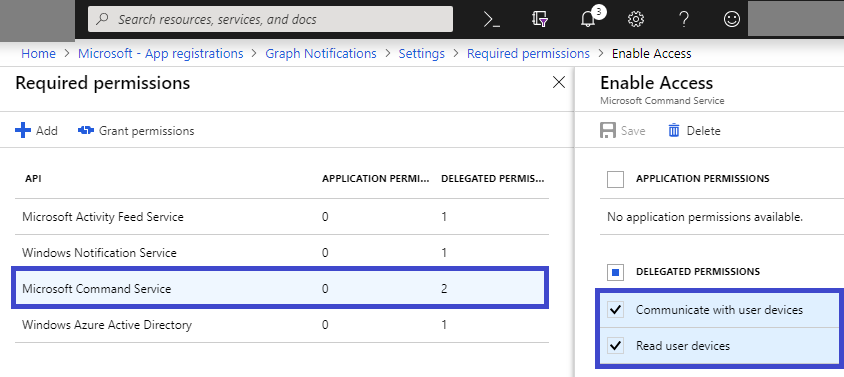 Search resources, services, and docs
3
Home > Microsoft - App registrations > Graph Notifications > Settings > Required permissions > Enable Access
Required permissions
Add Grant permissions
API APPLICATION PERMI... DELEGATED PERMIS...
Microsoft Activity Feed Service 0 1
Windows Notification Service 0 1
Microsoft Command Service 0 2
Windows Azure Active Directory 0 1
Enable Access
Microsoft Command Service
Save Delete
APPLICATION PERMISSIONS
No application permissions available.
DELEGATED PERMISSIONS
Communicate with user devices
Read user devices